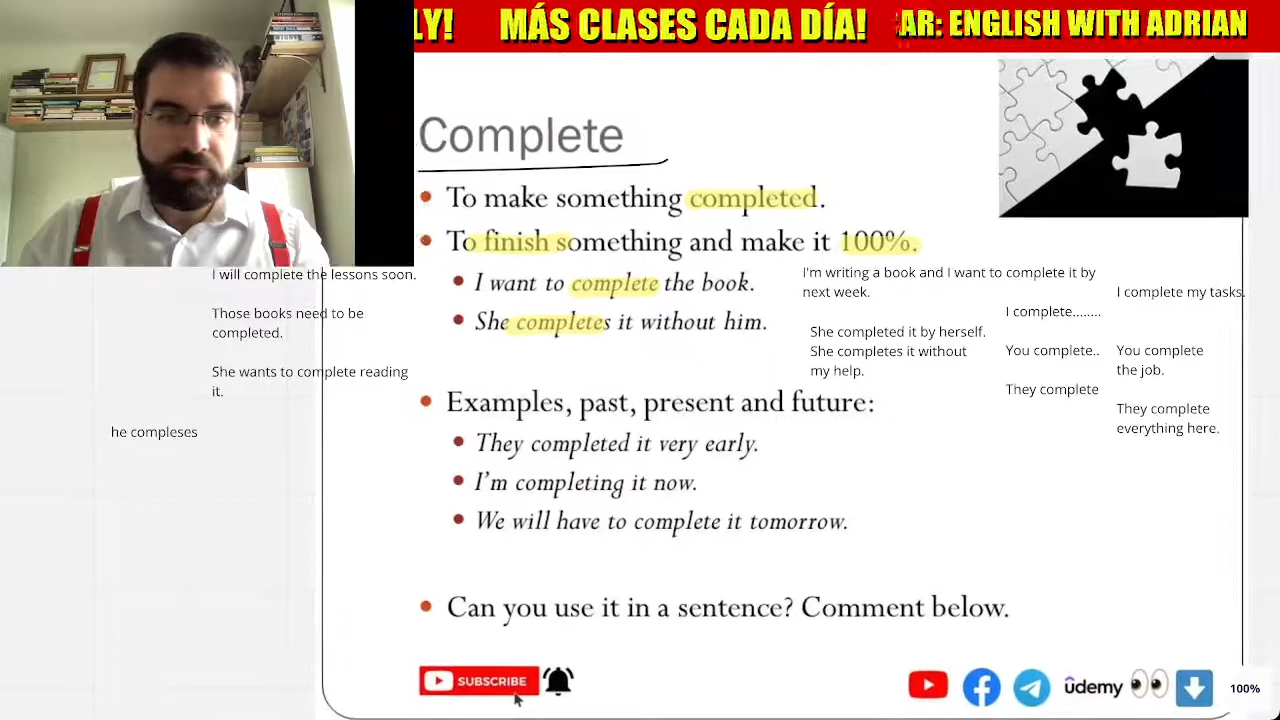 LY! MÁS CLASES CADA DÍA! AR: ENGLISH WITH ADRIAN
Complete
To make something completed.
To finish something and make it 100%.
I want to complete the book.
She completes it without him.
I'm writing a book and I want to complete it by
next week.
She completed it by herself.
She completes it without
my help.
I complete........
You complete..
They complete
I complete my tasks.
You complete
the job.
They complete
everything here.
I will complete the lessons soon.
Those books need to be
completed.
She wants to complete reading
it.
he compleses
Examples, past, present and future:
They completed it very early.
I'm completing it now.
We will have to complete it tomorrow.
Can you use it in a sentence? Comment below.
SUBSCRIBE
ûdemy
100%